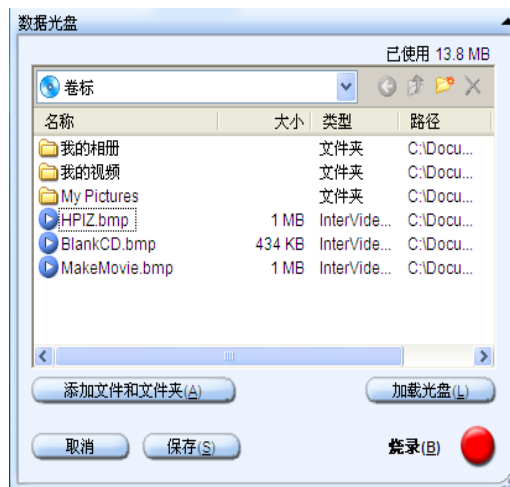 数据光盘
已使用 13.8 MB
卷标
名称 大小 类型 路径
我的相册 文件夹 C:\Docu...
我的视频 文件夹 C:\Docu...
My Pictures 文件夹 C:\Docu...
HPIZ.bmp 1 MB InterVide... C:\Docu...
BlankCD.bmp 434 KB InterVide... C:\Docu...
MakeMovie.bmp 1 MB InterVide... C:\Docu...
添加文件和文件夹(A) 加载光盘(L)
取消 保存(S) 烧录(B)